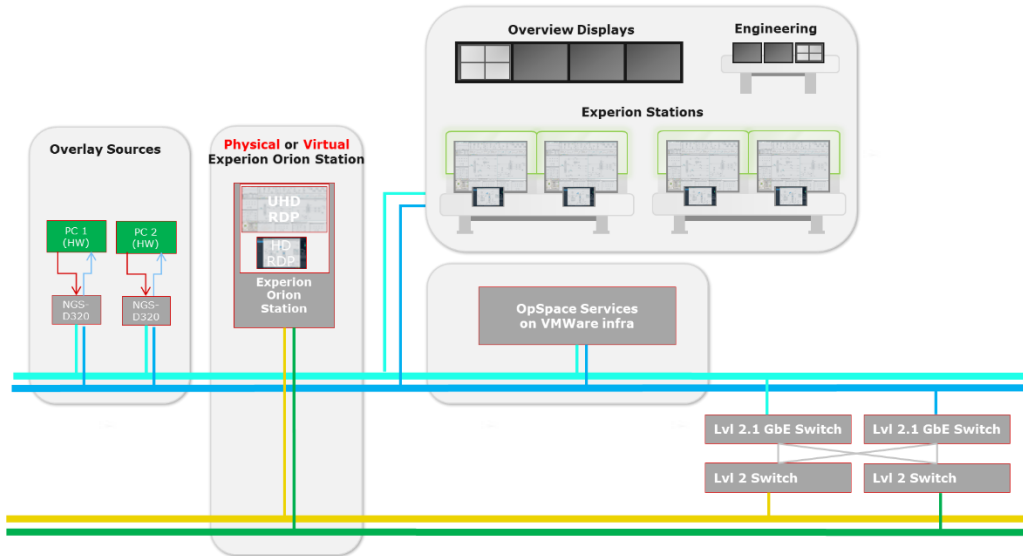 Overview Displays
Engineering
Experion Stations
Overlay Sources
PC 1
(HW)
PC 2
(HW)
NGS-
D320
NGS-
D320
Physical or Virtual
Experion Orion Station
UHD
RDP
HD
RDP
Experion
Orion
Station
OpSpace Services
on VMWare infra
Lvl 2.1 GbE Switch
Lvl 2.1 GbE Switch
Lvl 2 Switch
Lvl 2 Switch